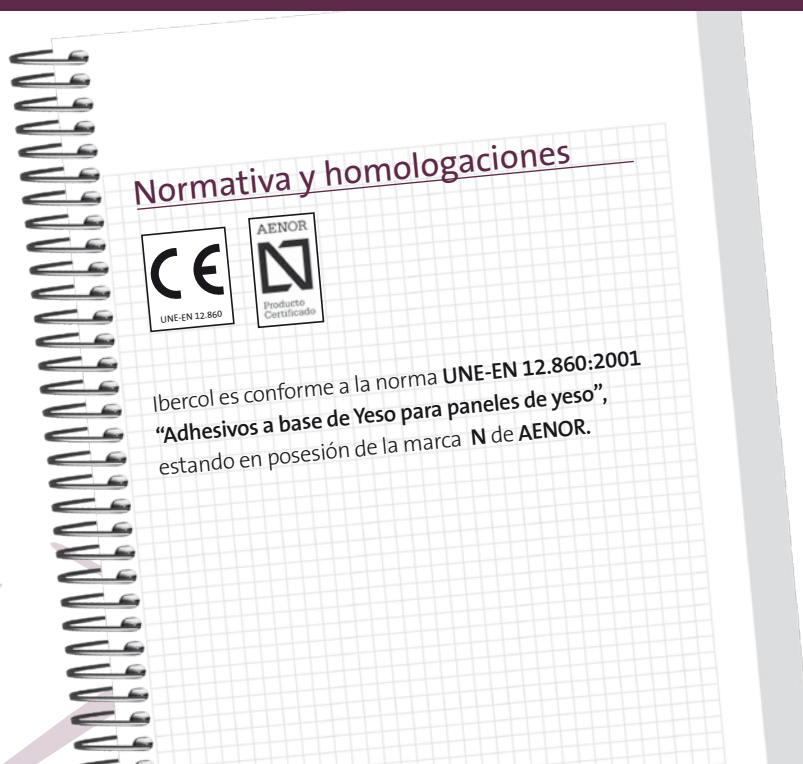 Normativa y homologaciones
CE
UNE-EN 12.860
AENOR
N
Producto
Certificado
Ibercol es conforme a la norma UNE-EN 12.860:2001
“Adhesivos a base de Yeso para paneles de yeso”,
estando en posesión de la marca N de AENOR.